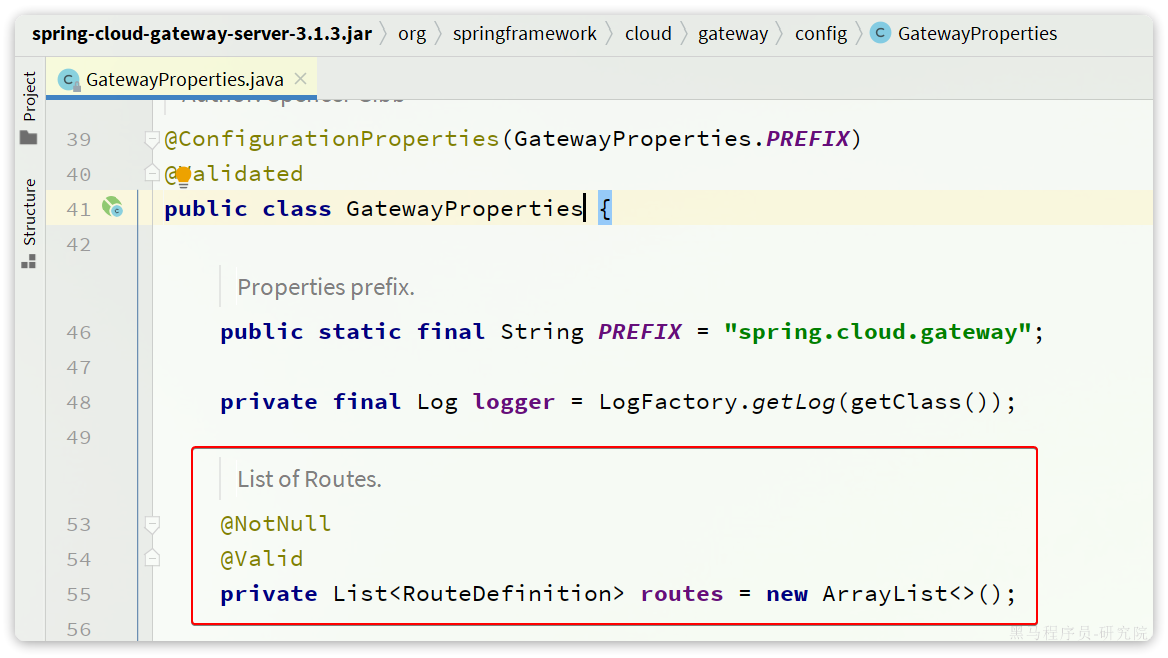 spring-cloud-gateway-server-3.1.3.jar 〉 org 〉 springframework 〉 cloud 〉 gateway 〉 config 〉 C GatewayProperties
Project
Structure
C GatewayProperties.java ×
Author: Spencer Gibb
39 @ConfigurationProperties(GatewayProperties.PREFIX)
40 @Validated
41 public class GatewayProperties {
42
Properties prefix.
46 public static final String PREFIX = "spring.cloud.gateway";
47
48 private final Log logger = LogFactory.getLog(getClass());
49
List of Routes.
53 @NotNull
54 @Valid
55 private List<RouteDefinition> routes = new ArrayList<>();
56
黑马程序员-研究院